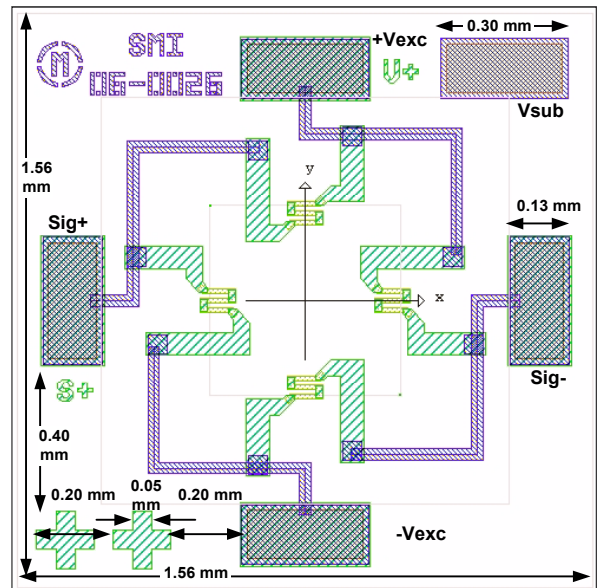 0.30 mm
M
SMI
06-0026
+Vexc
V+
Vsub
1.56
mm
y
Sig+
0.13 mm
x
S+
Sig-
0.40
mm
0.20 mm
0.05
mm
0.20 mm
-Vexc
1.56 mm